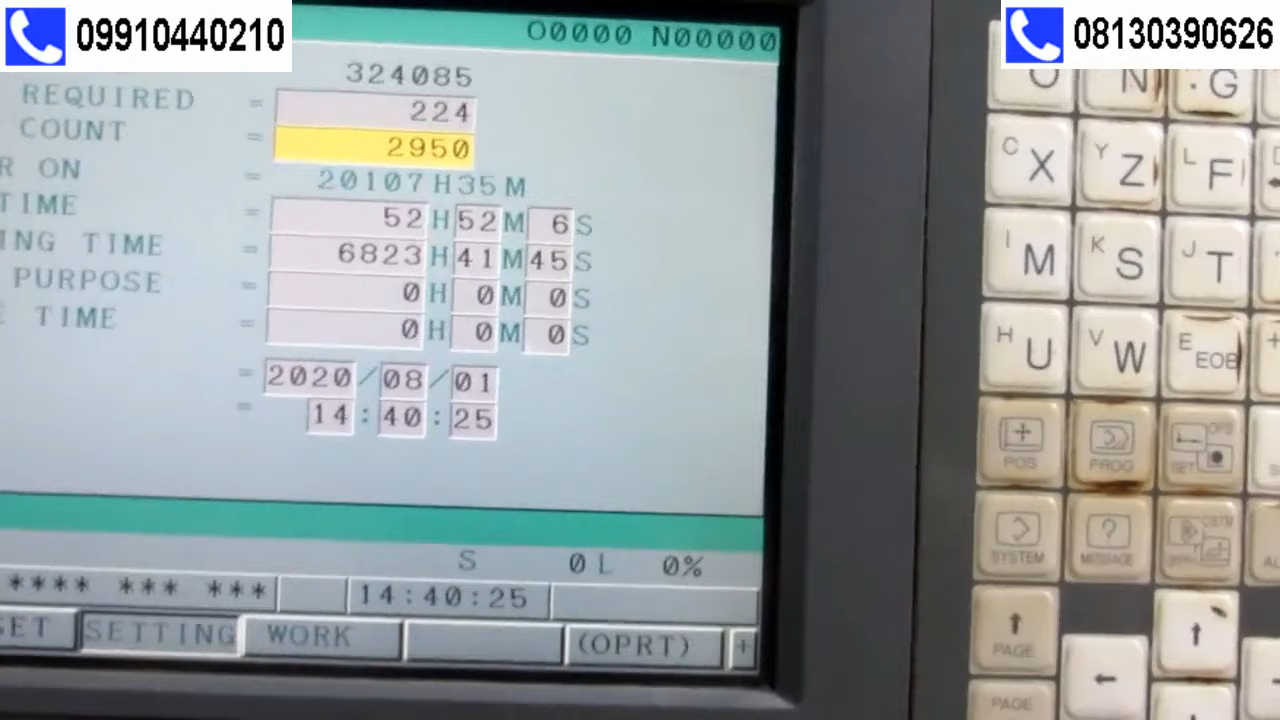 09910440210
08130390626
O0000 N00000
324085
REQUIRED = 224
COUNT = 2950
R ON = 20107H35M
TIME = 52H52M 6S
ING TIME = 6823H41M45S
PURPOSE = 0H 0M 0S
E TIME = 0H 0M 0S
= 2020/08/01
= 14:40:25
S 0L 0%
**** *** *** 14:40:25
SET SETTING WORK (OPRT) +
O N G
C X Y Z L F
I M K S J T
H U V W E EOB
POS PROG OFS SET
SYSTEM MESSAGE CSTM
↑ PAGE ↑
←
PAGE